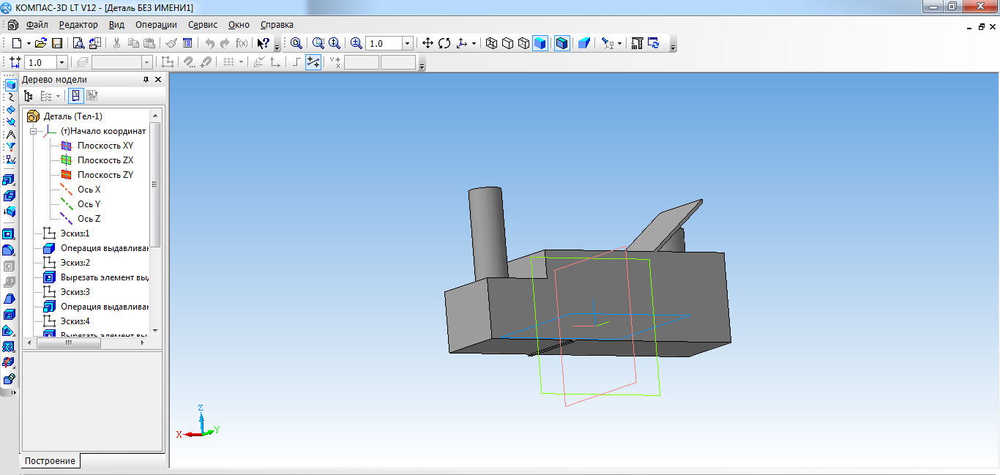 КОМПАС-3D LT V12 - [Деталь БЕЗ ИМЕНИ1]
Файл Редактор Вид Операции Сервис Окно Справка
f(x) 1.0
1.0
Дерево модели
Деталь (Тел-1)
(т)Начало координат
Плоскость XY
Плоскость ZX
Плоскость ZY
Ось X
Ось Y
Ось Z
Эскиз:1
Операция выдавливан
Эскиз:2
Вырезать элемент выд
Эскиз:3
Операция выдавливан
Эскиз:4
Вырезать элемент вы
Z
X Y
Построение